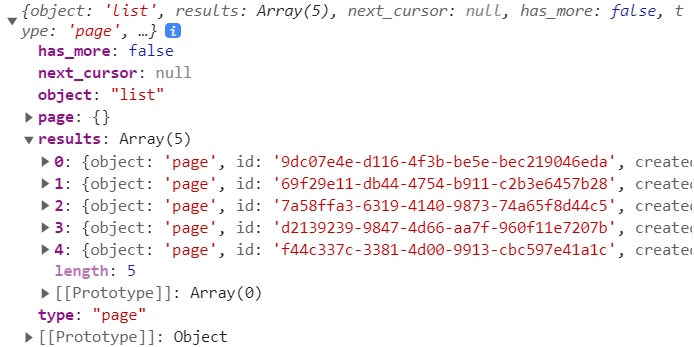 {object: 'list', results: Array(5), next_cursor: null, has_more: false, t
ype: 'page', …} i
has_more: false
next_cursor: null
object: "list"
page: {}
results: Array(5)
0: {object: 'page', id: '9dc07e4e-d116-4f3b-be5e-bec219046eda', created
1: {object: 'page', id: '69f29e11-db44-4754-b911-c2b3e6457b28', created
2: {object: 'page', id: '7a58ffa3-6319-4140-9873-74a65f8d44c5', created
3: {object: 'page', id: 'd2139239-9847-4d66-aa7f-960f11e7207b', created
4: {object: 'page', id: 'f44c337c-3381-4d00-9913-cbc597e41a1c', created
length: 5
[[Prototype]]: Array(0)
type: "page"
[[Prototype]]: Object